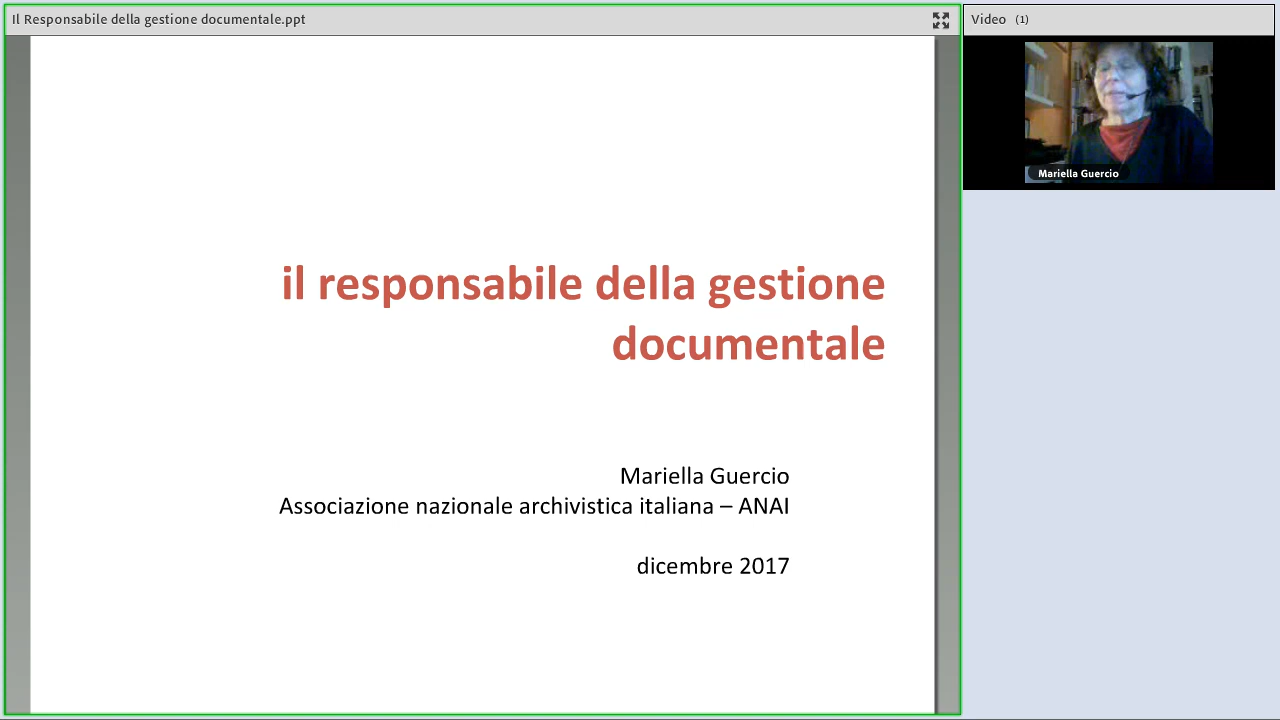 Il Responsabile della gestione documentale.ppt
Video (1)
Mariella Guercio
il responsabile della gestione
documentale
Mariella Guercio
Associazione nazionale archivistica italiana – ANAI
dicembre 2017